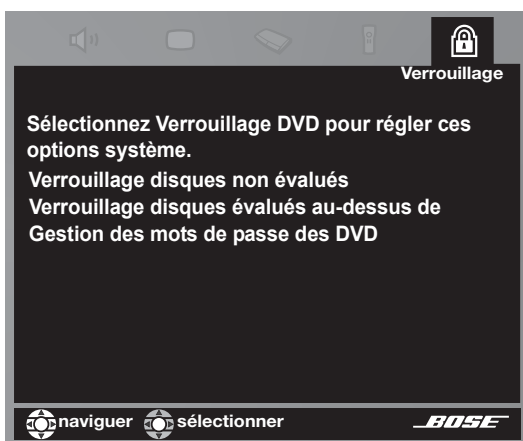 Verrouillage
Sélectionnez Verrouillage DVD pour régler ces
options système.
Verrouillage disques non évalués
Verrouillage disques évalués au-dessus de
Gestion des mots de passe des DVD
naviguer sélectionner BOSE